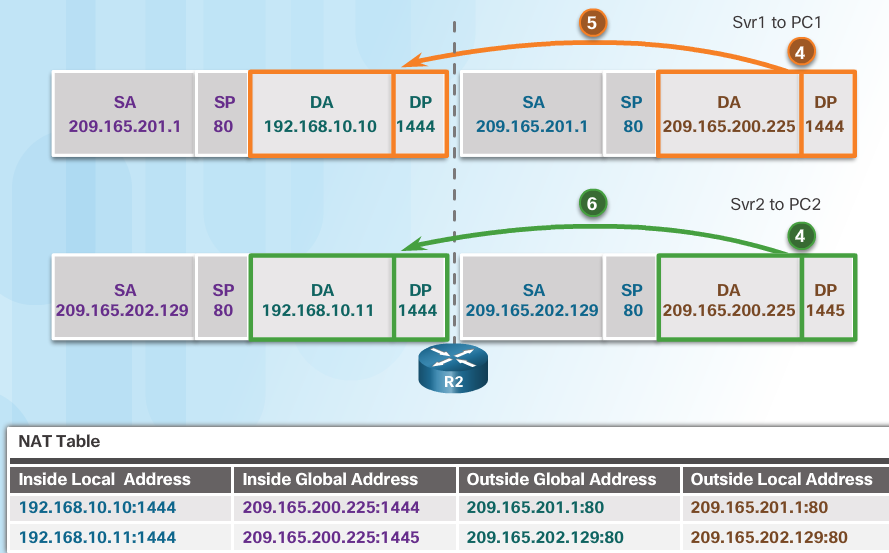 5
Svr1 to PC1
4
SA SP DA DP SA SP DA DP
209.165.201.1 80 192.168.10.10 1444 209.165.201.1 80 209.165.200.225 1444
6
Svr2 to PC2
4
SA SP DA DP SA SP DA DP
209.165.202.129 80 192.168.10.11 1444 209.165.202.129 80 209.165.200.225 1445
R2
NAT Table
Inside Local Address Inside Global Address Outside Global Address Outside Local Address
192.168.10.10:1444 209.165.200.225:1444 209.165.201.1:80 209.165.201.1:80
192.168.10.11:1444 209.165.200.225:1445 209.165.202.129:80 209.165.202.129:80